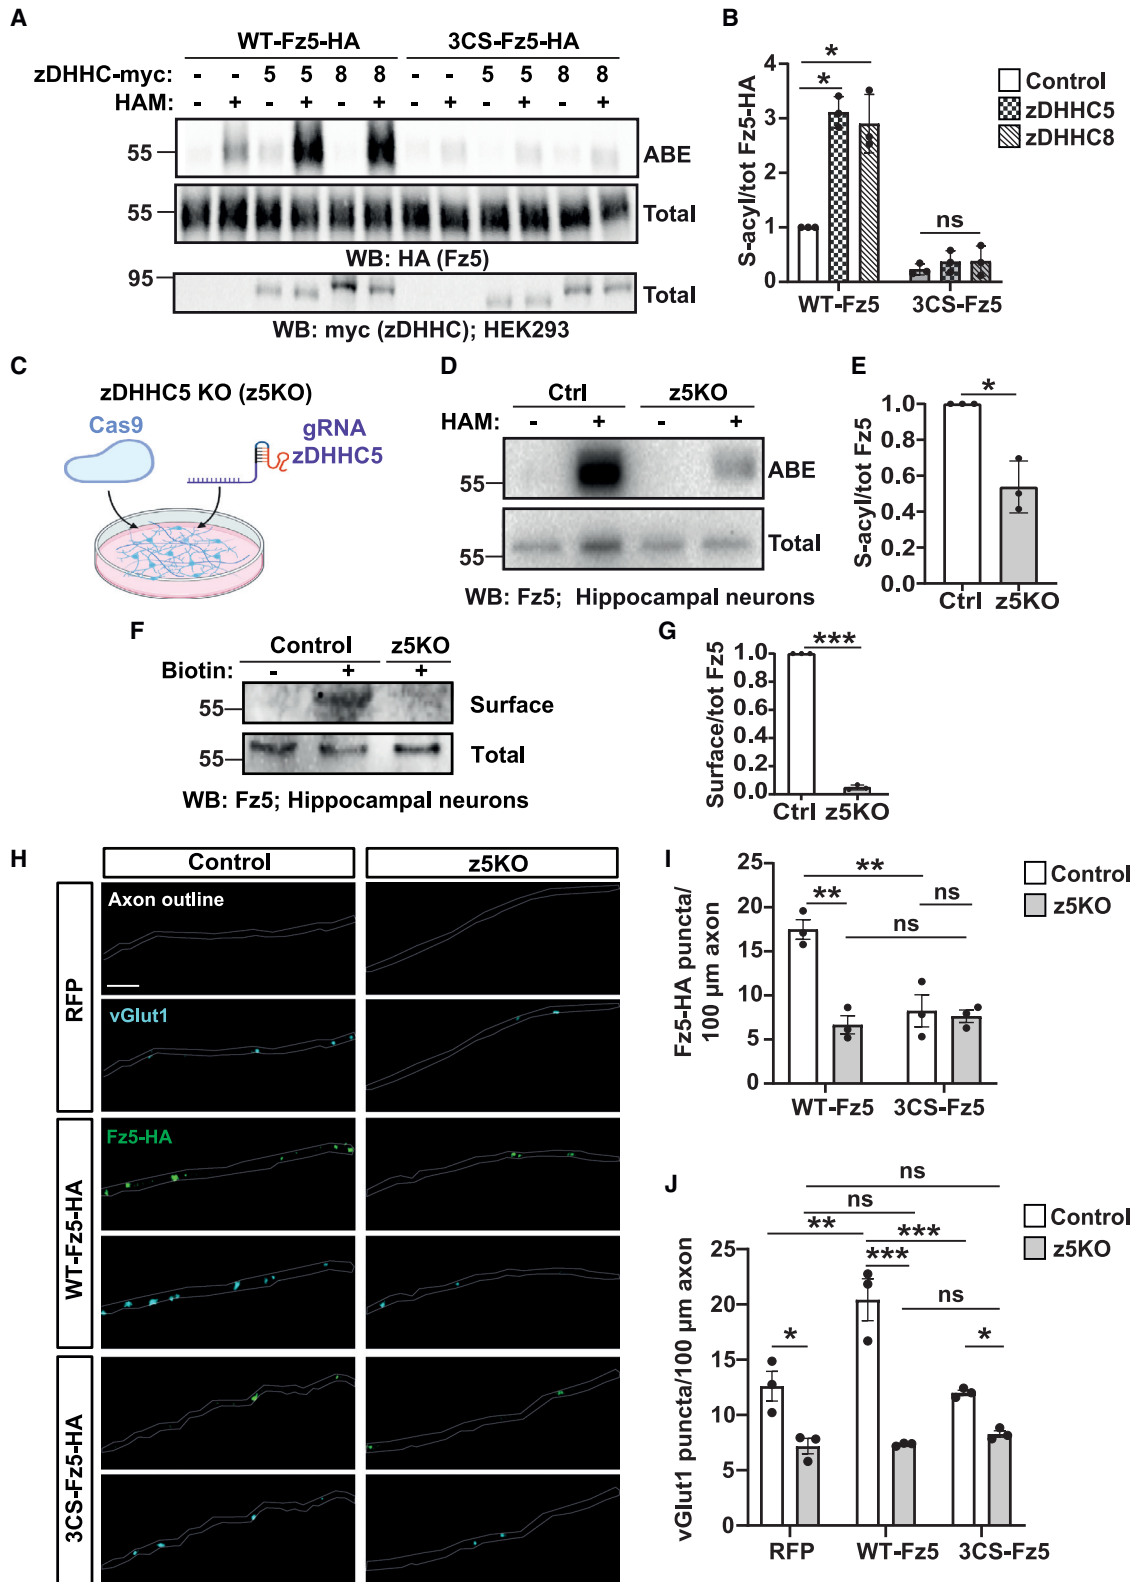 A
WT-Fz5-HA 3CS-Fz5-HA
zDHHC-myc: - - 5 5 8 8 - - 5 5 8 8
HAM: - + - + - + - + - + - +
55 ABE
55 Total
WB: HA (Fz5)
95 Total
WB: myc (zDHHC); HEK293
B
S-acyl/tot Fz5-HA
4
3
2
1
0
*
*
ns
WT-Fz5 3CS-Fz5
Control
zDHHC5
zDHHC8
C
zDHHC5 KO (z5KO)
Cas9
gRNA
zDHHC5
D
Ctrl z5KO
HAM: - + - +
55 ABE
55 Total
WB: Fz5; Hippocampal neurons
E
S-acyl/tot Fz5
1.0
0.8
0.6
0.4
0.2
0.0
*
Ctrl z5KO
F
Control z5KO
Biotin: - + +
55 Surface
55 Total
WB: Fz5; Hippocampal neurons
G
Surface/tot Fz5
1.0
0.8
0.6
0.4
0.2
0.0
***
Ctrl z5KO
H
Control z5KO
RFP
Axon outline
vGlut1
WT-Fz5-HA
Fz5-HA
3CS-Fz5-HA
I
Fz5-HA puncta/
100 µm axon
25
20
15
10
5
0
**
** ns
ns
WT-Fz5 3CS-Fz5
Control
z5KO
J
vGlut1 puncta/100 µm axon
25
20
15
10
5
0
ns
ns
** ***
***
ns
* *
RFP WT-Fz5 3CS-Fz5
Control
z5KO